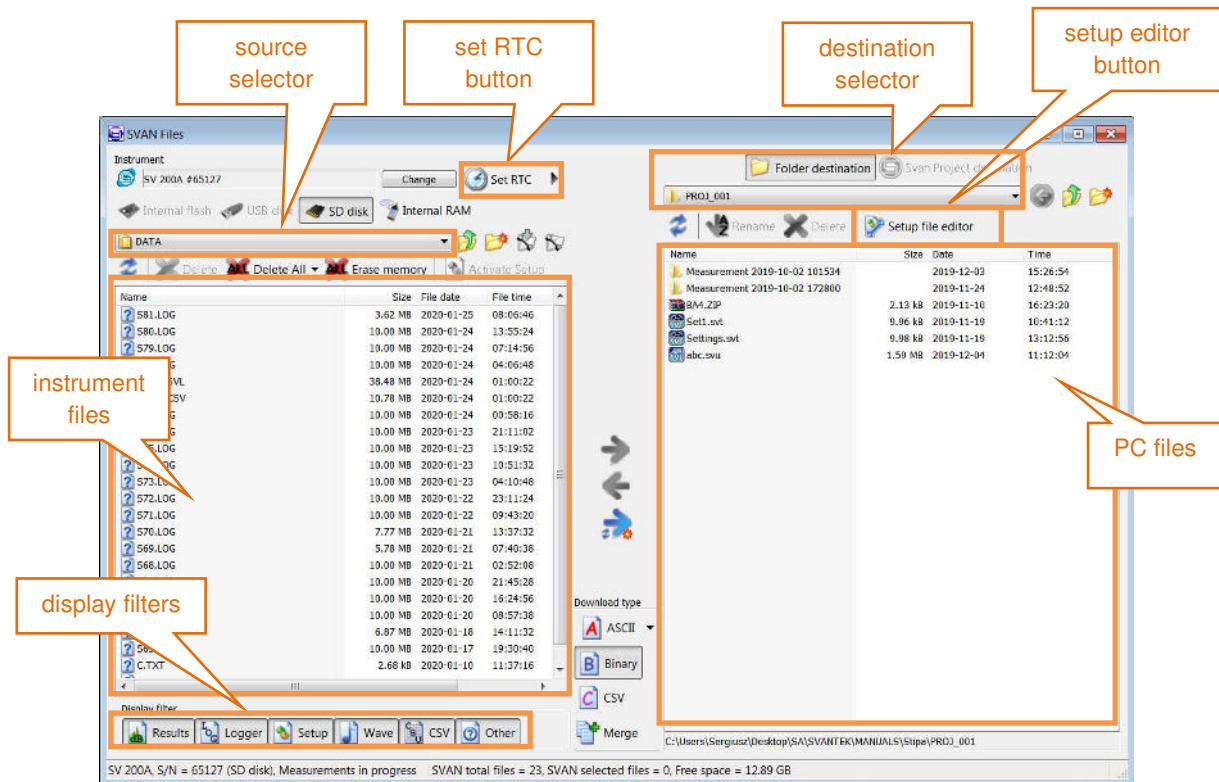 source selector
set RTC button
destination selector
setup editor button
SVAN Files
Instrument
SV 200A #65127
Change
Set RTC
Internal flash
USB
SD disk
Internal RAM
DATA
Delete
Delete All
Erase memory
Activate Setup
Name Size File date File time
581.LOG 3.62 MB 2020-01-25 08:06:46
580.LOG 10.00 MB 2020-01-24 13:55:24
579.LOG 10.00 MB 2020-01-24 07:14:56
10.00 MB 2020-01-24 04:06:48
38.48 MB 2020-01-24 01:00:22
10.78 MB 2020-01-24 01:00:22
10.00 MB 2020-01-24 00:58:16
10.00 MB 2020-01-23 21:11:02
.LOG 10.00 MB 2020-01-23 15:19:52
10.00 MB 2020-01-23 10:51:32
573.LOG 10.00 MB 2020-01-23 04:10:48
572.LOG 10.00 MB 2020-01-22 23:11:24
571.LOG 10.00 MB 2020-01-22 09:43:20
570.LOG 7.77 MB 2020-01-21 13:37:32
569.LOG 5.78 MB 2020-01-21 07:40:38
568.LOG 10.00 MB 2020-01-21 02:52:08
10.00 MB 2020-01-20 21:45:28
10.00 MB 2020-01-20 16:24:56
10.00 MB 2020-01-20 08:57:38
6.87 MB 2020-01-18 14:11:32
10.00 MB 2020-01-17 19:30:40
C.TXT 2.68 kB 2020-01-10 11:37:16
instrument files
display filters
Display filter
Results
Logger
Setup
Wave
CSV
Other
Download type
ASCII
Binary
CSV
Merge
Folder destination
Svan Project
PROJ_001
Rename
Delete
Setup file editor
Name Size Date Time
Measurement 2019-10-02 101534 2019-12-03 15:26:54
Measurement 2019-10-02 172800 2019-11-24 12:48:52
BA4.ZIP 2.13 kB 2019-11-10 16:23:20
Set1.svt 9.96 kB 2019-11-19 10:41:12
Settings.svt 9.98 kB 2019-11-19 13:12:56
abc.svu 1.59 MB 2019-12-04 11:12:04
PC files
C:\Users\Sergiusz\Desktop\SA\SVANTEK\MANUALS\Stipa\PROJ_001
SV 200A, S/N = 65127 (SD disk), Measurements in progress SVAN total files = 23, SVAN selected files = 0, Free space = 12.89 GB